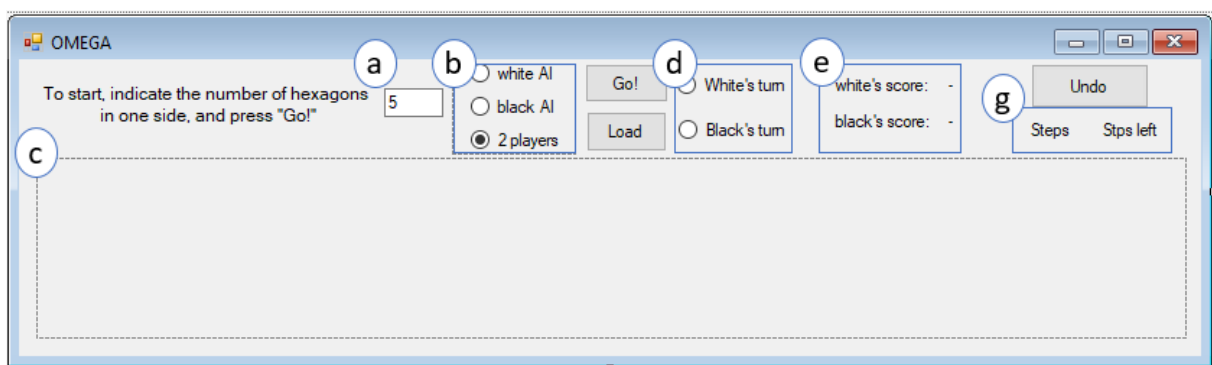 OMEGA
a
b
d
e
g
c
To start, indicate the number of hexagons
in one side, and press "Go!"
5
white AI
black AI
2 players
Go!
Load
White's turn
Black's turn
white's score: -
black's score: -
Undo
Steps Stps left